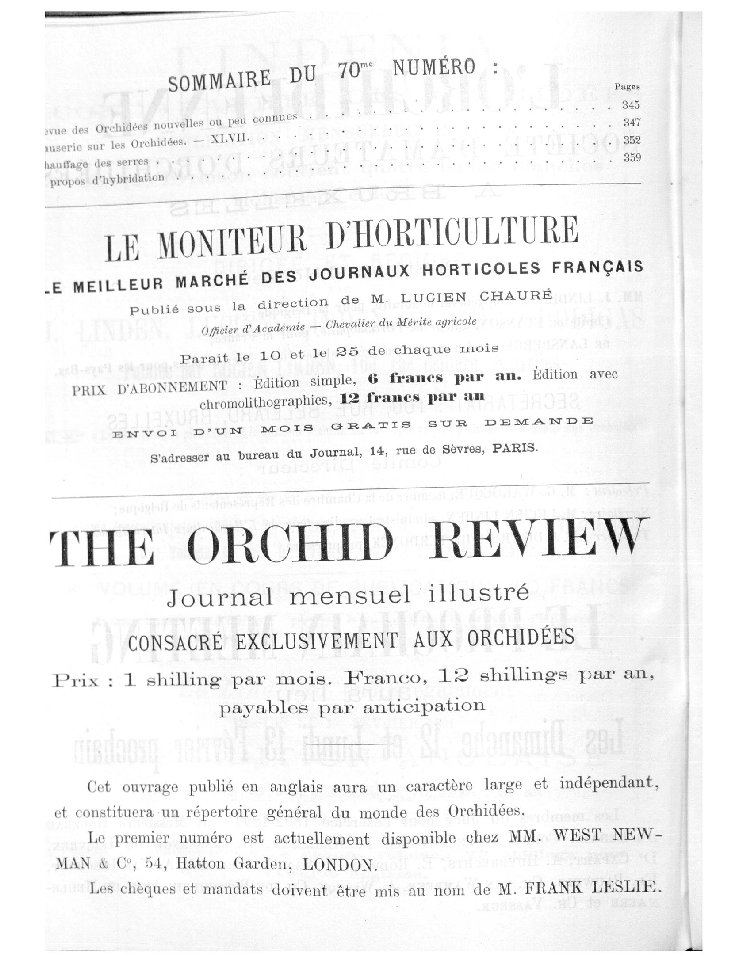 SOMMAIRE DU 70me NUMÉRO :
Pages
evue des Orchidées nouvelles ou peu connues . . . . . . . . . . . . . . . . . 345
auserie sur les Orchidées. — XLVII. . . . . . . . . . . . . . . . . . . . . . 347
hauffage des serres . . . . . . . . . . . . . . . . . . . . . . . . . . . . 352
propos d'hybridation . . . . . . . . . . . . . . . . . . . . . . . . . . . . 359
LE MONITEUR D'HORTICULTURE
LE MEILLEUR MARCHÉ DES JOURNAUX HORTICOLES FRANÇAIS
Publié sous la direction de M. LUCIEN CHAURÉ
Officier d'Académie — Chevalier du Mérite agricole
Parait le 10 et le 25 de chaque mois
PRIX D'ABONNEMENT : Édition simple, 6 francs par an. Édition avec
chromolithographies, 12 francs par an
ENVOI D'UN MOIS GRATIS SUR DEMANDE
S'adresser au bureau du Journal, 14, rue de Sèvres, PARIS.
THE ORCHID REVIEW
Journal mensuel illustré
CONSACRÉ EXCLUSIVEMENT AUX ORCHIDÉES
Prix : 1 shilling par mois. Franco, 12 shillings par an,
payables par anticipation
Cet ouvrage publié en anglais aura un caractère large et indépendant,
et constituera un répertoire général du monde des Orchidées.
Le premier numéro est actuellement disponible chez MM. WEST NEW-
MAN & Co, 54, Hatton Garden, LONDON.
Les chèques et mandats doivent être mis au nom de M. FRANK LESLIE.